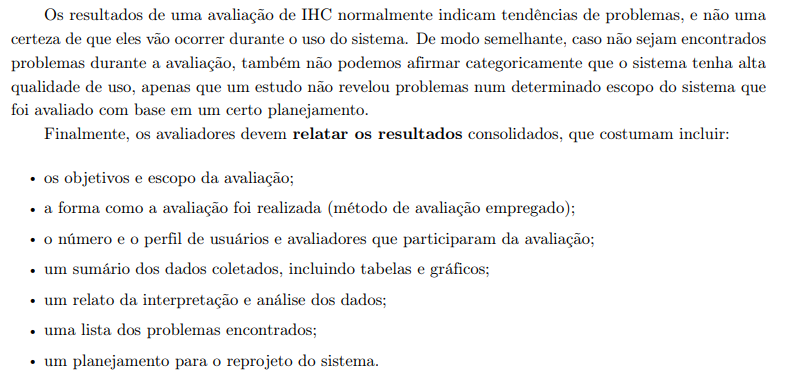 Os resultados de uma avaliação de IHC normalmente indicam tendências de problemas, e não uma
certeza de que eles vão ocorrer durante o uso do sistema. De modo semelhante, caso não sejam encontrados
problemas durante a avaliação, também não podemos afirmar categoricamente que o sistema tenha alta
qualidade de uso, apenas que um estudo não revelou problemas num determinado escopo do sistema que
foi avaliado com base em um certo planejamento.
Finalmente, os avaliadores devem relatar os resultados consolidados, que costumam incluir:
• os objetivos e escopo da avaliação;
• a forma como a avaliação foi realizada (método de avaliação empregado);
• o número e o perfil de usuários e avaliadores que participaram da avaliação;
• um sumário dos dados coletados, incluindo tabelas e gráficos;
• um relato da interpretação e análise dos dados;
• uma lista dos problemas encontrados;
• um planejamento para o reprojeto do sistema.